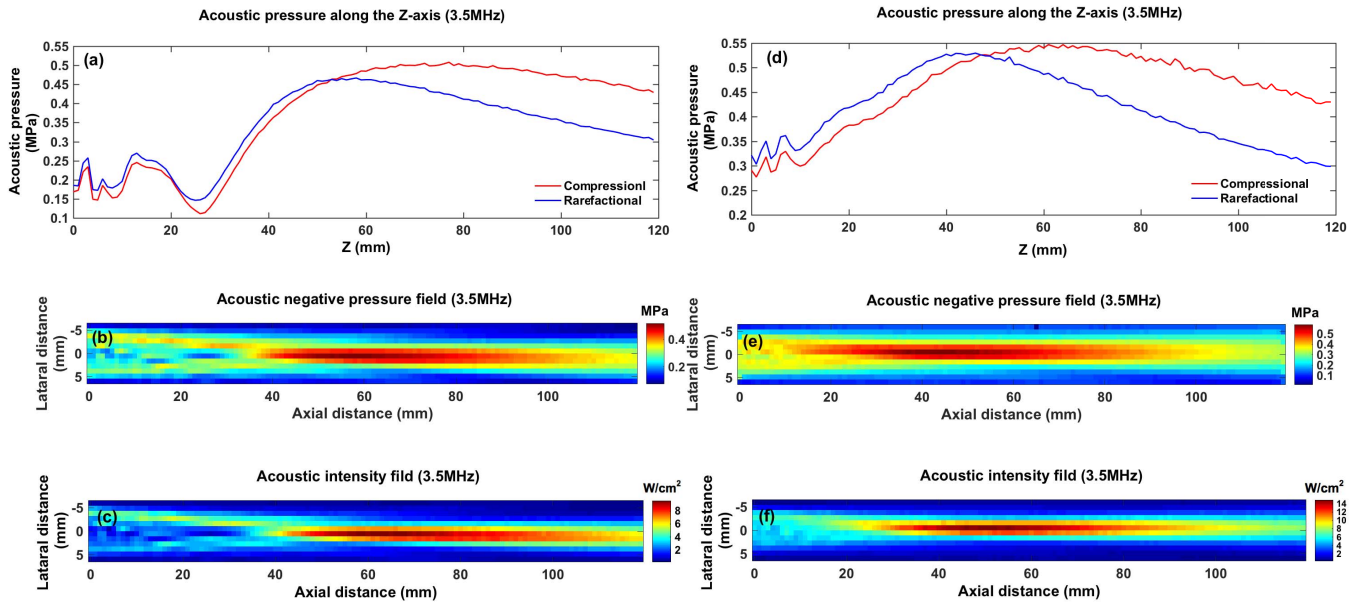 Acoustic pressure along the Z-axis (3.5MHz)
(a)
Acoustic pressure
(MPa)
0.55
0.5
0.45
0.4
0.35
0.3
0.25
0.2
0.15
0.1
0 20 40 60 80 100 120
Z (mm)
Compressionl
Rarefactional
Acoustic negative pressure field (3.5MHz)
(b)
Lataral distance
(mm)
-5
0
5
0 20 40 60 80 100
Axial distance (mm)
MPa
0.4
0.2
Acoustic intensity fild (3.5MHz)
(c)
Lataral distance
(mm)
-5
0
5
0 20 40 60 80 100
Axial distance (mm)
W/cm²
8
6
4
2
Acoustic pressure along the Z-axis (3.5MHz)
(d)
Acoustic pressure
(MPa)
0.55
0.5
0.45
0.4
0.35
0.3
0.25
0.2
0 20 40 60 80 100 120
Z (mm)
Compressional
Rarefactional
Acoustic negative pressure field (3.5MHz)
(e)
Lataral distance
(mm)
-5
0
5
0 20 40 60 80 100
Axial distance (mm)
MPa
0.5
0.4
0.3
0.2
0.1
Acoustic intensity fild (3.5MHz)
(f)
Lataral distance
(mm)
-5
0
5
0 20 40 60 80 100
Axial distance (mm)
W/cm²
14
12
10
8
6
4
2